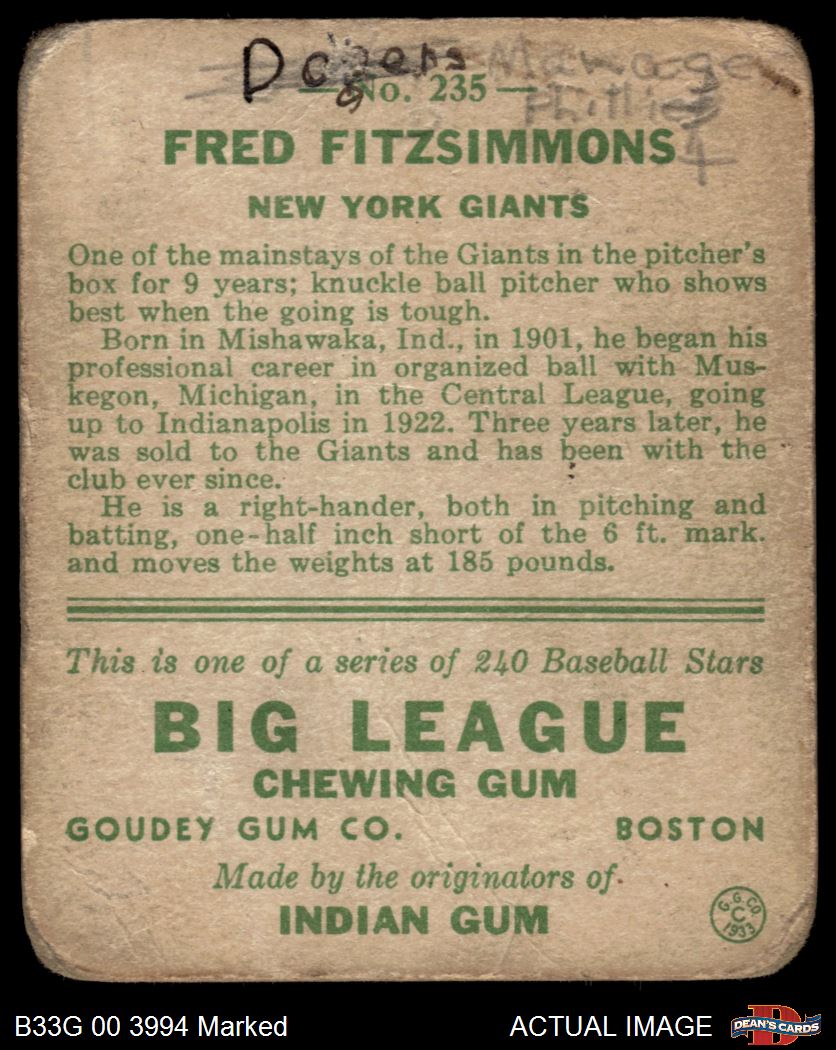 Dogers Manager
Phillies
4
— No. 235 —
FRED FITZSIMMONS
NEW YORK GIANTS
One of the mainstays of the Giants in the pitcher's
box for 9 years; knuckle ball pitcher who shows
best when the going is tough.
Born in Mishawaka, Ind., in 1901, he began his
professional career in organized ball with Mus-
kegon, Michigan, in the Central League, going
up to Indianapolis in 1922. Three years later, he
was sold to the Giants and has been with the
club ever since.
He is a right-hander, both in pitching and
batting, one-half inch short of the 6 ft. mark.
and moves the weights at 185 pounds.
This is one of a series of 240 Baseball Stars
BIG LEAGUE
CHEWING GUM
GOUDEY GUM CO. BOSTON
Made by the originators of
INDIAN GUM
G.G.CO.
C
1933
B33G 00 3994 Marked ACTUAL IMAGE
D
DEAN'S CARDS